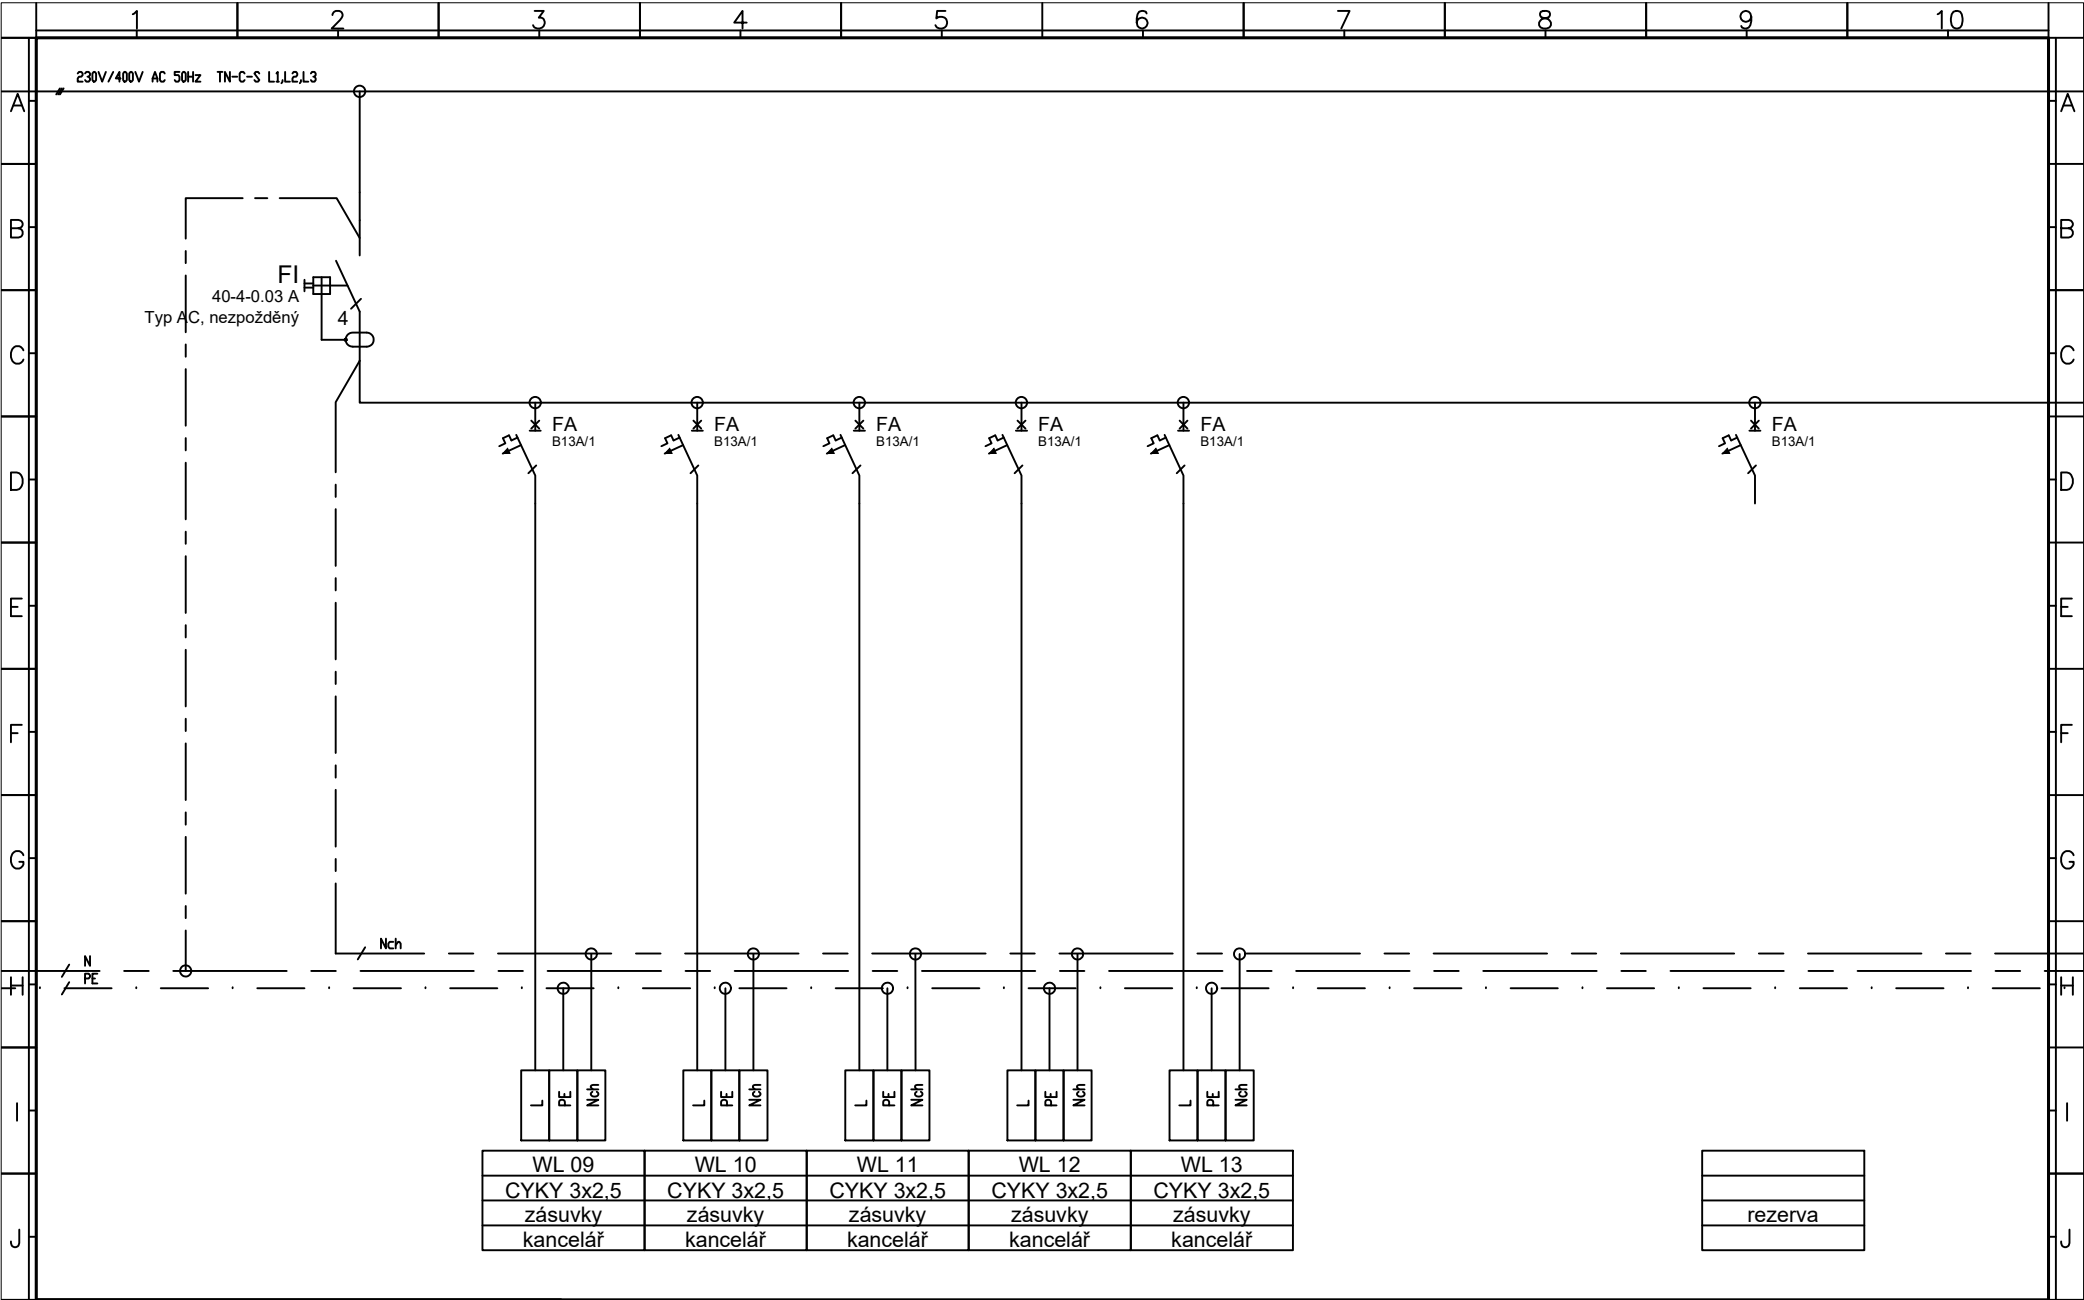 1 2 3 4 5 6 7 8 9 10
230V/400V AC 50Hz TN-C-S L1,L2,L3
A A
B B
FI
40-4-0.03 A
Typ AC, nezpožděný 4
C C
FA FA FA FA FA FA
B13A/1 B13A/1 B13A/1 B13A/1 B13A/1 B13A/1
D D
E E
F F
G G
Nch
N
PE
H H
L PE Nch L PE Nch L PE Nch L PE Nch L PE Nch
I I
WL 09 WL 10 WL 11 WL 12 WL 13
CYKY 3x2,5 CYKY 3x2,5 CYKY 3x2,5 CYKY 3x2,5 CYKY 3x2,5
zásuvky zásuvky zásuvky zásuvky zásuvky rezerva
kancelář kancelář kancelář kancelář kancelář
J J